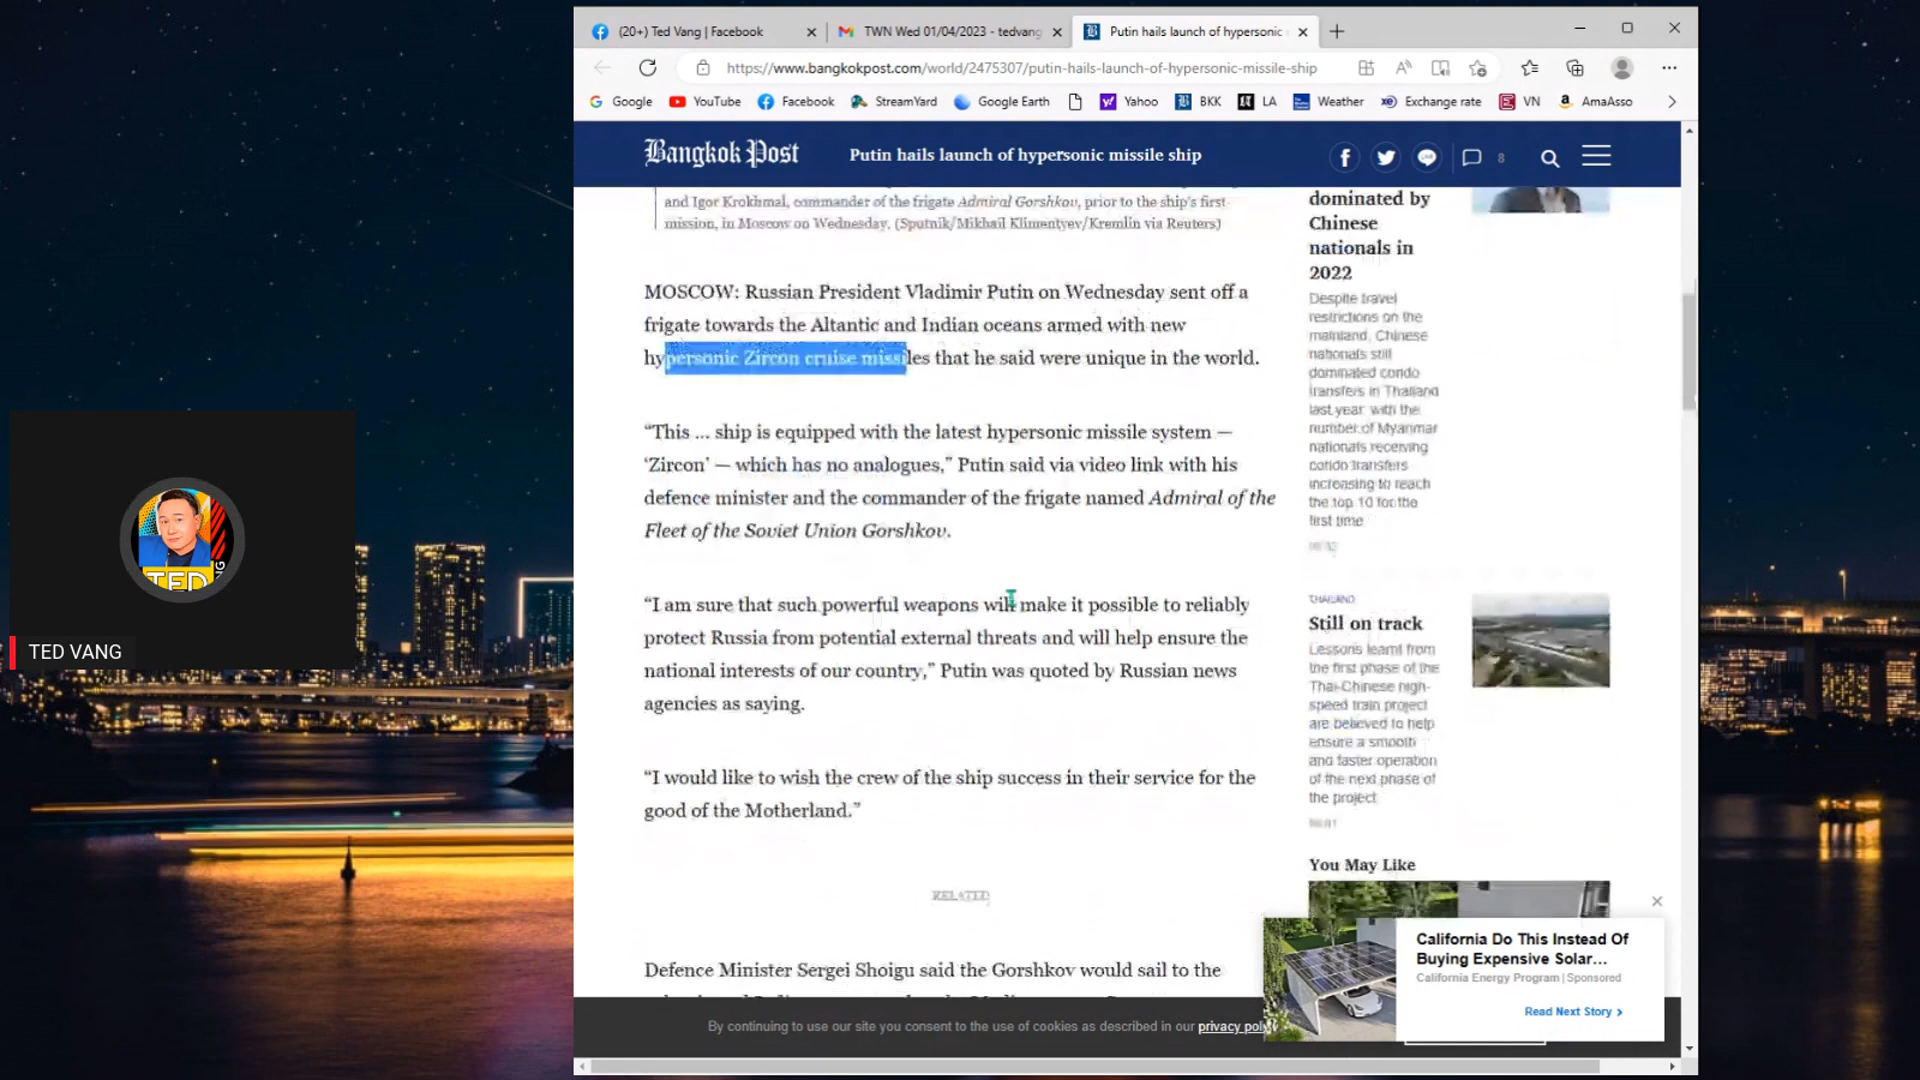 (20+) Ted Vang | Facebook
TWN Wed 01/04/2023 - tedvang
Putin hails launch of hypersonic
https://www.bangkokpost.com/world/2475307/putin-hails-launch-of-hypersonic-missile-ship
Google
YouTube
Facebook
StreamYard
Google Earth
Yahoo
BKK
LA
Weather
Exchange rate
VN
AmaAsso
Bangkok Post
Putin hails launch of hypersonic missile ship
8
and Igor Krokhmal, commander of the frigate Admiral Gorshkov, prior to the ship's first
mission, in Moscow on Wednesday. (Sputnik/Mikhail Klimentyev/Kremlin via Reuters)
MOSCOW: Russian President Vladimir Putin on Wednesday sent off a
frigate towards the Altantic and Indian oceans armed with new
hypersonic Zircon cruise missiles that he said were unique in the world.
“This ... ship is equipped with the latest hypersonic missile system —
‘Zircon’ — which has no analogues,” Putin said via video link with his
defence minister and the commander of the frigate named Admiral of the
Fleet of the Soviet Union Gorshkov.
“I am sure that such powerful weapons will make it possible to reliably
protect Russia from potential external threats and will help ensure the
national interests of our country,” Putin was quoted by Russian news
agencies as saying.
“I would like to wish the crew of the ship success in their service for the
good of the Motherland.”
RELATED
Defence Minister Sergei Shoigu said the Gorshkov would sail to the
dominated by
Chinese
nationals in
2022
Despite travel
restrictions on the
mainland, Chinese
nationals still
dominated condo
transfers in Thailand
last year, with the
number of Myanmar
nationals receiving
condo transfers
increasing to reach
the top 10 for the
first time
THAILAND
Still on track
Lessons learnt from
the first phase of the
Thai-Chinese high-
speed train project
are believed to help
ensure a smooth
and faster operation
of the next phase of
the project
You May Like
California Do This Instead Of
Buying Expensive Solar...
California Energy Program | Sponsored
Read Next Story
By continuing to use our site you consent to the use of cookies as described in our privacy
TED
TED VANG